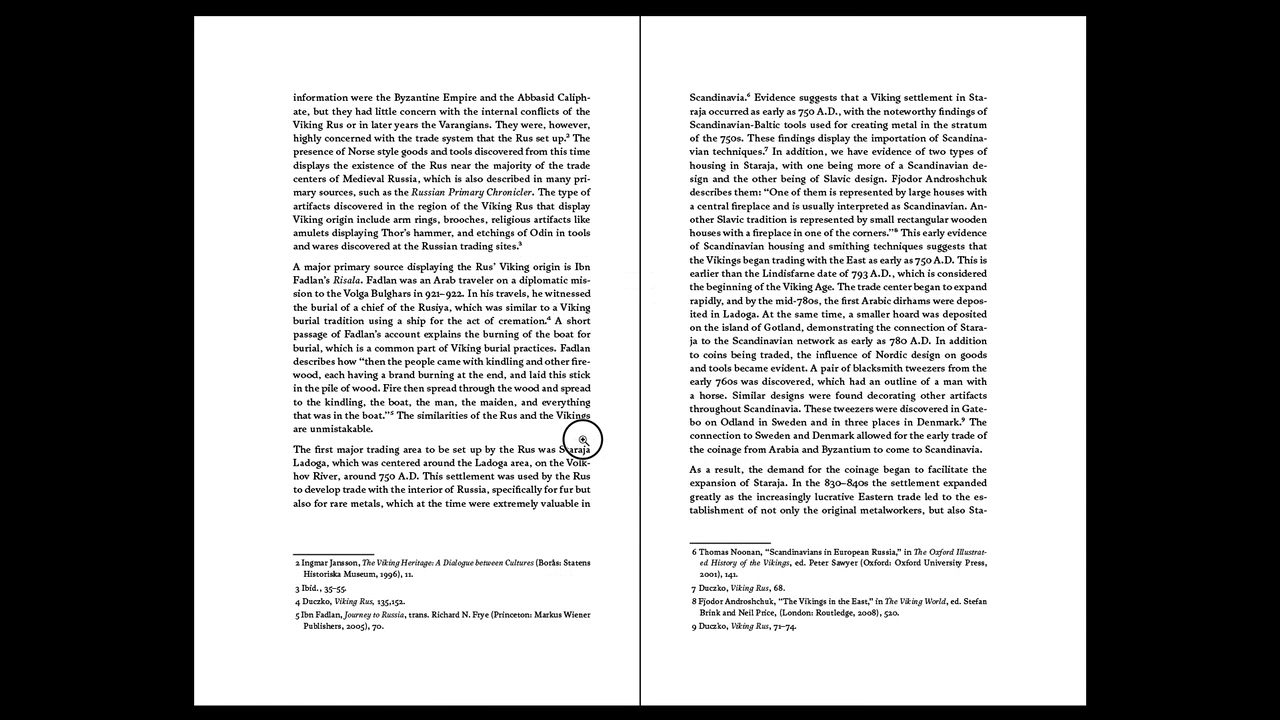 information were the Byzantine Empire and the Abbasid Caliph-
ate, but they had little concern with the internal conflicts of the
Viking Rus or in later years the Varangians. They were, however,
highly concerned with the trade system that the Rus set up.² The
presence of Norse style goods and tools discovered from this time
displays the existence of the Rus near the majority of the trade
centers of Medieval Russia, which is also described in many pri-
mary sources, such as the Russian Primary Chronicler. The type of
artifacts discovered in the region of the Viking Rus that display
Viking origin include arm rings, brooches, religious artifacts like
amulets displaying Thor's hammer, and etchings of Odin in tools
and wares discovered at the Russian trading sites.³
A major primary source displaying the Rus' Viking origin is Ibn
Fadlan's Risala. Fadlan was an Arab traveler on a diplomatic mis-
sion to the Volga Bulghars in 921–922. In his travels, he witnessed
the burial of a chief of the Rusiya, which was similar to a Viking
burial tradition using a ship for the act of cremation.⁴ A short
passage of Fadlan's account explains the burning of the boat for
burial, which is a common part of Viking burial practices. Fadlan
describes how “then the people came with kindling and other fire-
wood, each having a brand burning at the end, and laid this stick
in the pile of wood. Fire then spread through the wood and spread
to the kindling, the boat, the man, the maiden, and everything
that was in the boat.”⁵ The similarities of the Rus and the Vikings
are unmistakable.
The first major trading area to be set up by the Rus was Staraja
Ladoga, which was centered around the Ladoga area, on the Volk-
hov River, around 750 A.D. This settlement was used by the Rus
to develop trade with the interior of Russia, specifically for fur but
also for rare metals, which at the time were extremely valuable in
2 Ingmar Jansson, The Viking Heritage: A Dialogue between Cultures (Borås: Statens
Historiska Museum, 1996), 11.
3 Ibid., 35–55.
4 Duczko, Viking Rus, 135,152.
5 Ibn Fadlan, Journey to Russia, trans. Richard N. Frye (Princeton: Markus Wiener
Publishers, 2005), 70.
Scandinavia.⁶ Evidence suggests that a Viking settlement in Sta-
raja occurred as early as 750 A.D., with the noteworthy findings of
Scandinavian-Baltic tools used for creating metal in the stratum
of the 750s. These findings display the importation of Scandina-
vian techniques.⁷ In addition, we have evidence of two types of
housing in Staraja, with one being more of a Scandinavian de-
sign and the other being of Slavic design. Fjodor Androshchuk
describes them: “One of them is represented by large houses with
a central fireplace and is usually interpreted as Scandinavian. An-
other Slavic tradition is represented by small rectangular wooden
houses with a fireplace in one of the corners.”⁸ This early evidence
of Scandinavian housing and smithing techniques suggests that
the Vikings began trading with the East as early as 750 A.D. This is
earlier than the Lindisfarne date of 793 A.D., which is considered
the beginning of the Viking Age. The trade center began to expand
rapidly, and by the mid-780s, the first Arabic dirhams were depos-
ited in Ladoga. At the same time, a smaller hoard was deposited
on the island of Gotland, demonstrating the connection of Stara-
ja to the Scandinavian network as early as 780 A.D. In addition
to coins being traded, the influence of Nordic design on goods
and tools became evident. A pair of blacksmith tweezers from the
early 760s was discovered, which had an outline of a man with
a horse. Similar designs were found decorating other artifacts
throughout Scandinavia. These tweezers were discovered in Gate-
bo on Odland in Sweden and in three places in Denmark.⁹ The
connection to Sweden and Denmark allowed for the early trade of
the coinage from Arabia and Byzantium to come to Scandinavia.
As a result, the demand for the coinage began to facilitate the
expansion of Staraja. In the 830–840s the settlement expanded
greatly as the increasingly lucrative Eastern trade led to the es-
tablishment of not only the original metalworkers, but also Sta-
6 Thomas Noonan, “Scandinavians in European Russia,” in The Oxford Illustrat-
ed History of the Vikings, ed. Peter Sawyer (Oxford: Oxford University Press,
2001), 141.
7 Duczko, Viking Rus, 68.
8 Fjodor Androshchuk, “The Vikings in the East,” in The Viking World, ed. Stefan
Brink and Neil Price, (London: Routledge, 2008), 520.
9 Duczko, Viking Rus, 71–74.